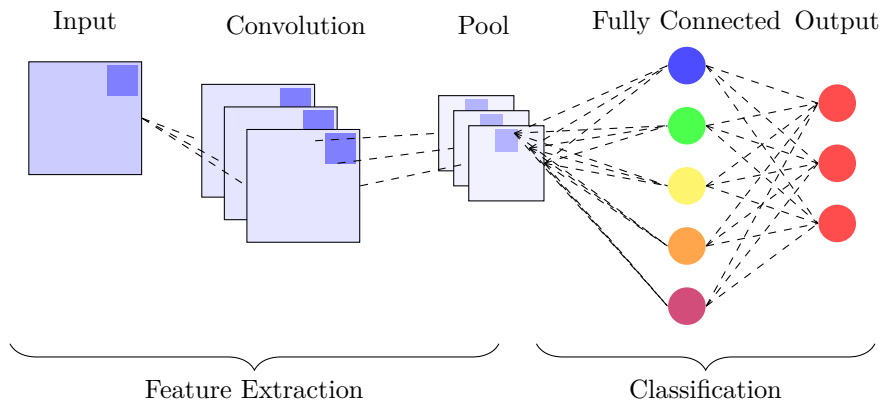 Input
Convolution
Pool
Fully Connected
Output
Feature Extraction
Classification